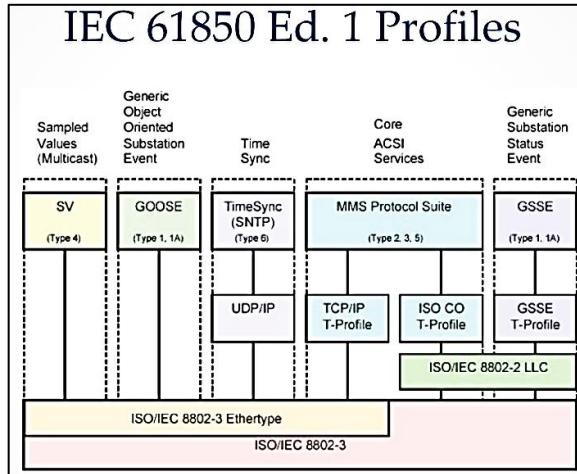 IEC 61850 Ed. 1 Profiles
Sampled
Values
(Multicast)
Generic
Object
Oriented
Substation
Event
Time
Sync
Core
ACSI
Services
Generic
Substation
Status
Event
SV
(Type 4)
GOOSE
(Type 1, 1A)
TimeSync
(SNTP)
(Type 6)
MMS Protocol Suite
(Type 2, 3, 5)
GSSE
(Type 1, 1A)
UDP/IP
TCP/IP
T-Profile
ISO CO
T-Profile
GSSE
T-Profile
ISO/IEC 8802-2 LLC
ISO/IEC 8802-3 Ethertype
ISO/IEC 8802-3